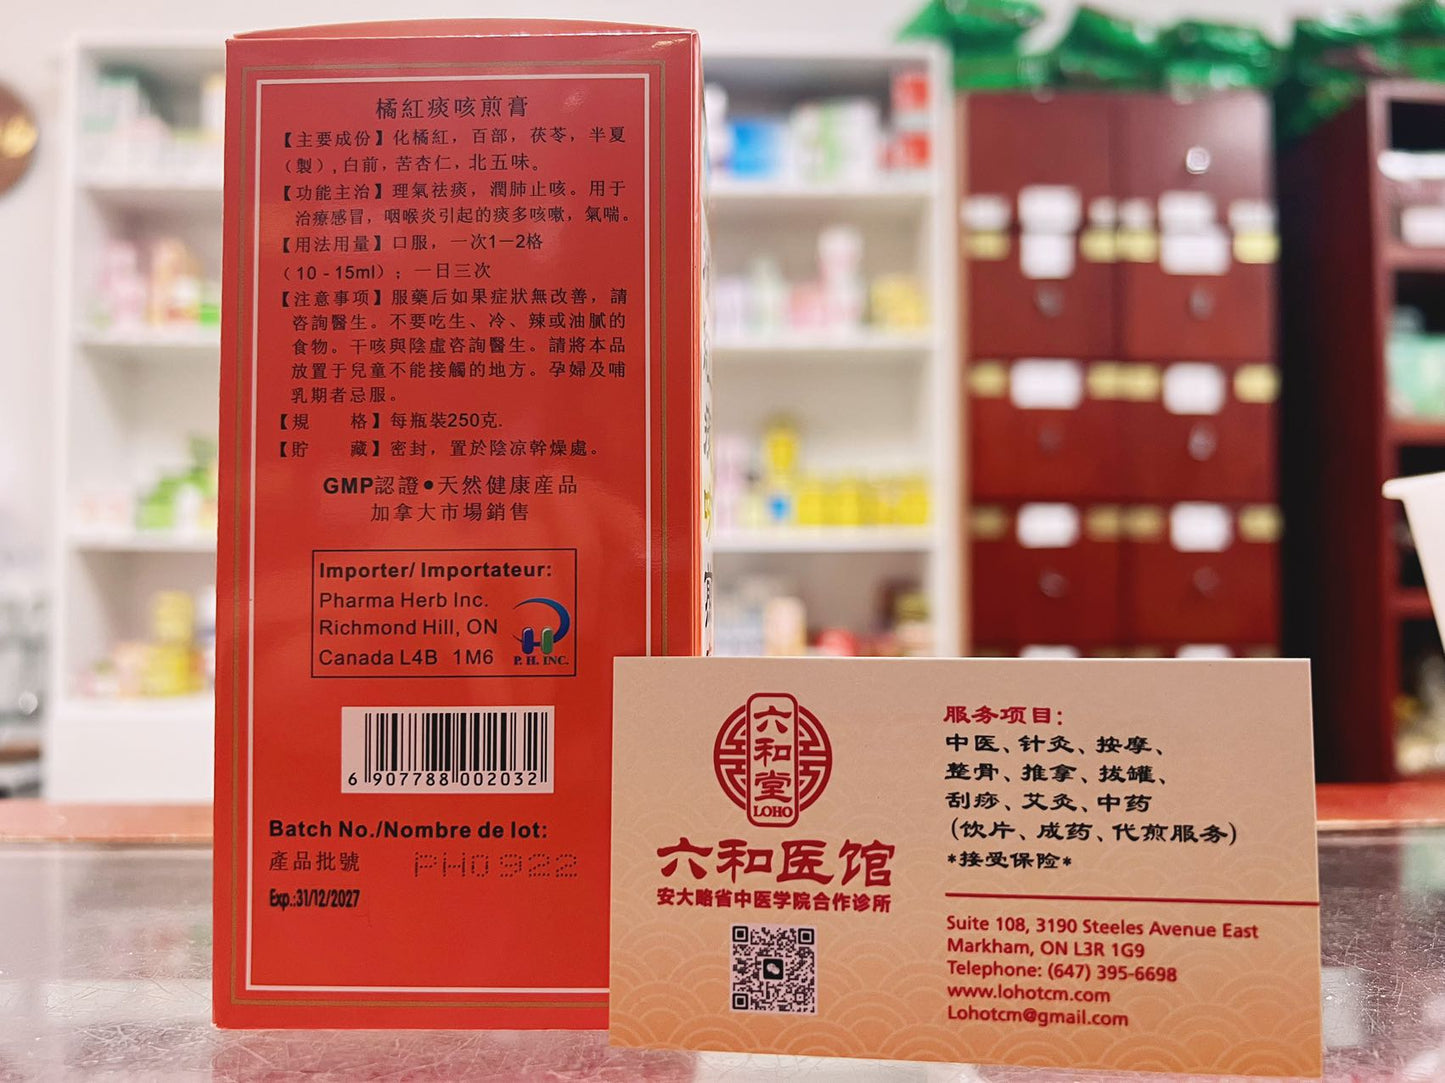 橘紅痰咳煎膏
【主要成份】化橘紅，百部，茯苓，半夏
（製），白前，苦杏仁，北五味。
【功能主治】理氣祛痰，潤肺止咳。用于
治療感冒，咽喉炎引起的痰多咳嗽，氣喘。
【用法用量】口服，一次1－2格
（10 - 15ml）；一日三次
【注意事项】服藥后如果症狀無改善，請
咨詢醫生。不要吃生、冷、辣或油膩的
食物。干咳與陰虛咨詢醫生。請將本品
放置于兒童不能接觸的地方。孕婦及哺
乳期者忌服。
【規　　格】每瓶裝250克.
【貯　　藏】密封，置於陰凉幹燥處。
GMP認證●天然健康産品
加拿大市場銷售
Importer/ Importateur:
Pharma Herb Inc.
Richmond Hill, ON
Canada L4B 1M6
P. H. INC.
6 907788 002032
Batch No./Nombre de lot:
產品批號 PH0922
Exp.:31/12/2027
六和堂
LOHO
六和医馆
安大略省中医学院合作诊所
服务项目：
中医、针灸、按摩、
整骨、推拿、拔罐、
刮痧、艾灸、中药
(饮片、成药、代煎服务)
*接受保险*
Suite 108, 3190 Steeles Avenue East
Markham, ON L3R 1G9
Telephone: (647) 395-6698
www.lohotcm.com
Lohotcm@gmail.com